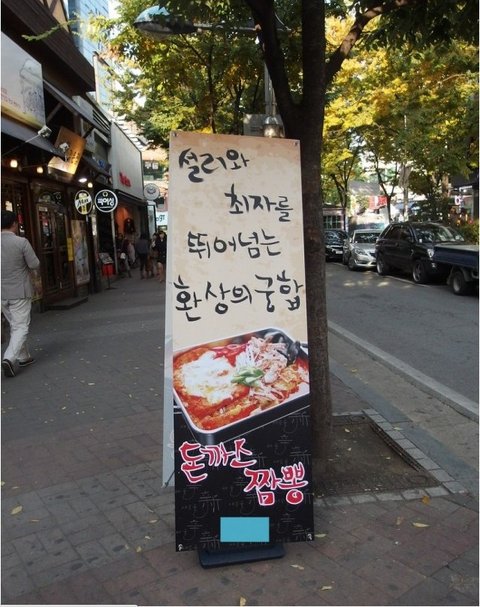 설리와
최자를
뛰어넘는
환상의 궁합
돈까스
짬뽕